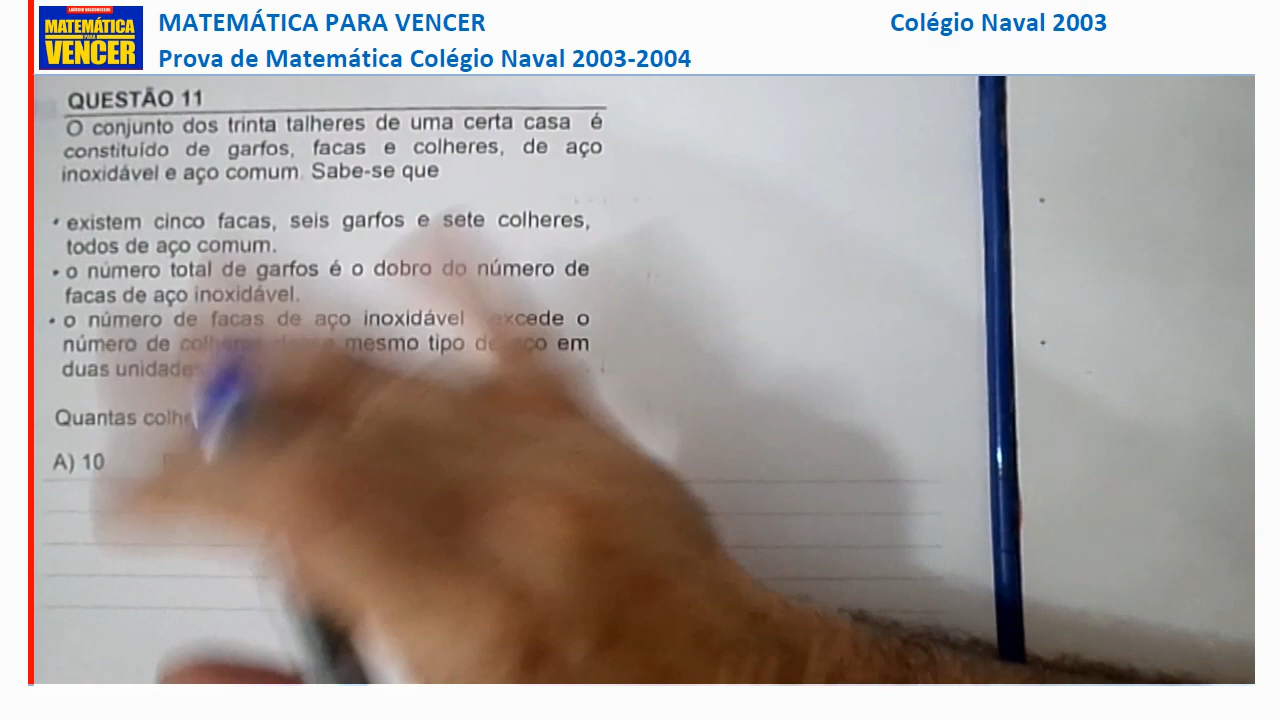 MATEMÁTICA
PARA
VENCER
MATEMÁTICA PARA VENCER
Colégio Naval 2003
Prova de Matemática Colégio Naval 2003-2004
QUESTÃO 11
O conjunto dos trinta talheres de uma certa casa é
constituído de garfos, facas e colheres, de aço
inoxidável e aço comum. Sabe-se que
• existem cinco facas, seis garfos e sete colheres,
todos de aço comum.
• o número total de garfos é o dobro do número de
facas de aço inoxidável.
• o número de facas de aço inoxidável excede o
número de mesmo tipo em
duas
Quantas
A) 10